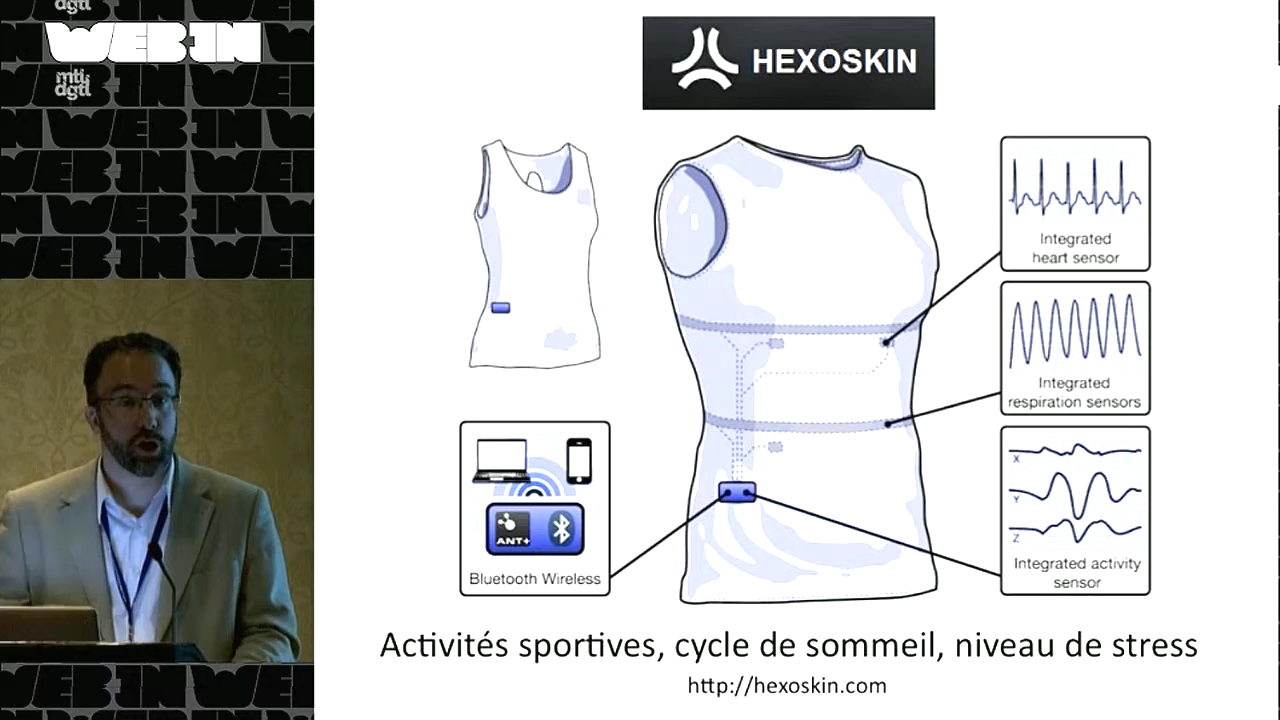 dgtl
WEB IN
mtl
dgtl
HEXOSKIN
Integrated
heart sensor
Integrated
respiration sensors
X
Y
Z
Integrated activity
sensor
ANT+
Bluetooth Wireless
Activités sportives, cycle de sommeil, niveau de stress
http://hexoskin.com